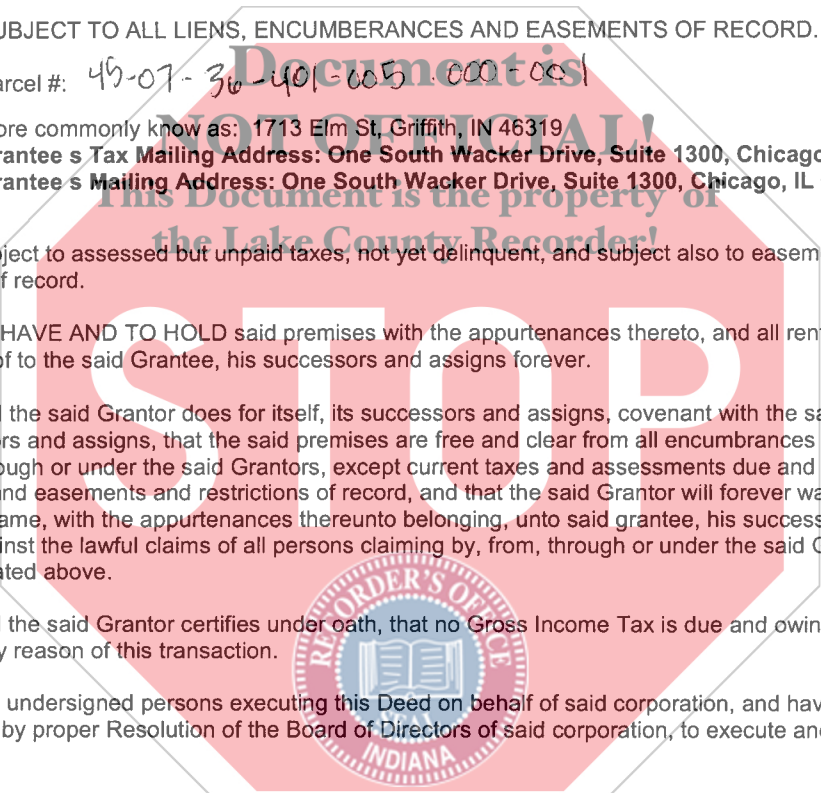 UBJECT TO ALL LIENS, ENCUMBERANCES AND EASEMENTS OF RECORD.
Document is
arcel #: 45-07-36-401-005.000-001
NOT OFFICIAL!
ore commonly know as: 1713 Elm St, Griffith, IN 46319
rantee s Tax Mailing Address: One South Wacker Drive, Suite 1300, Chicago
rantee s Mailing Address: One South Wacker Drive, Suite 1300, Chicago, IL
This Document is the property of
the Lake County Recorder!
ject to assessed but unpaid taxes, not yet delinquent, and subject also to easem
f record.
STOP
HAVE AND TO HOLD said premises with the appurtenances thereto, and all ren
of to the said Grantee, his successors and assigns forever.
the said Grantor does for itself, its successors and assigns, covenant with the sa
rs and assigns, that the said premises are free and clear from all encumbrances
ough or under the said Grantors, except current taxes and assessments due and
nd easements and restrictions of record, and that the said Grantor will forever wa
ame, with the appurtenances thereunto belonging, unto said grantee, his success
inst the lawful claims of all persons claiming by, from, through or under the said G
ated above.
the said Grantor certifies under oath, that no Gross Income Tax is due and owin
y reason of this transaction.
undersigned persons executing this Deed on behalf of said corporation, and hav
by proper Resolution of the Board of Directors of said corporation, to execute an
RECORDER'S OFFICE
SEAL
INDIANA